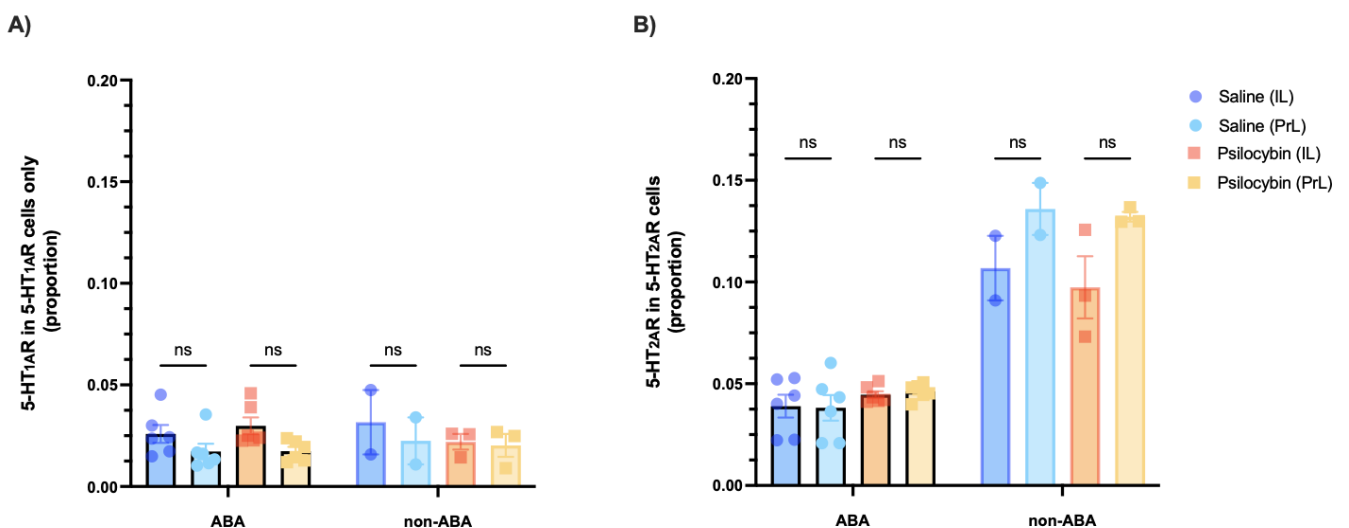 A)
5-HT1AR in 5-HT1AR cells only
(proportion)
0.20
0.15
0.10
0.05
0.00
ns
ns
ns
ns
ABA
non-ABA
B)
5-HT2AR in 5-HT2AR cells
(proportion)
0.20
0.15
0.10
0.05
0.00
ns
ns
ns
ns
ABA
non-ABA
Saline (IL)
Saline (PrL)
Psilocybin (IL)
Psilocybin (PrL)